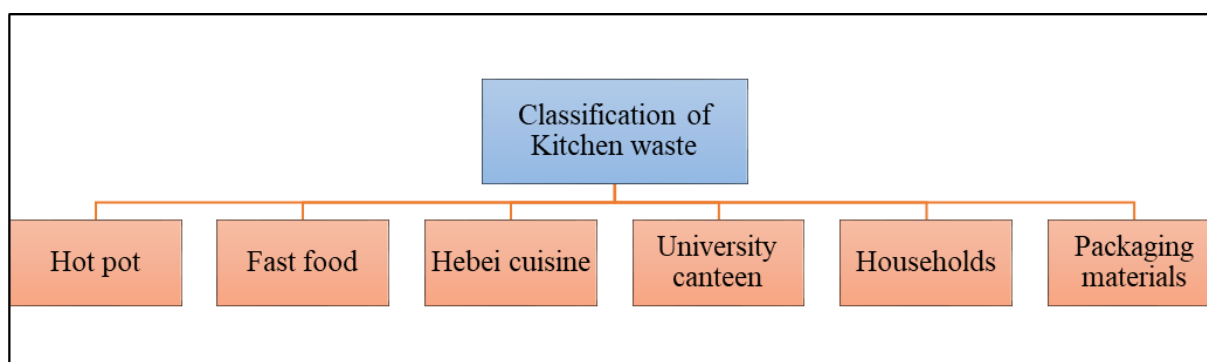 Classification of
Kitchen waste
Hot pot
Fast food
Hebei cuisine
University
canteen
Households
Packaging
materials